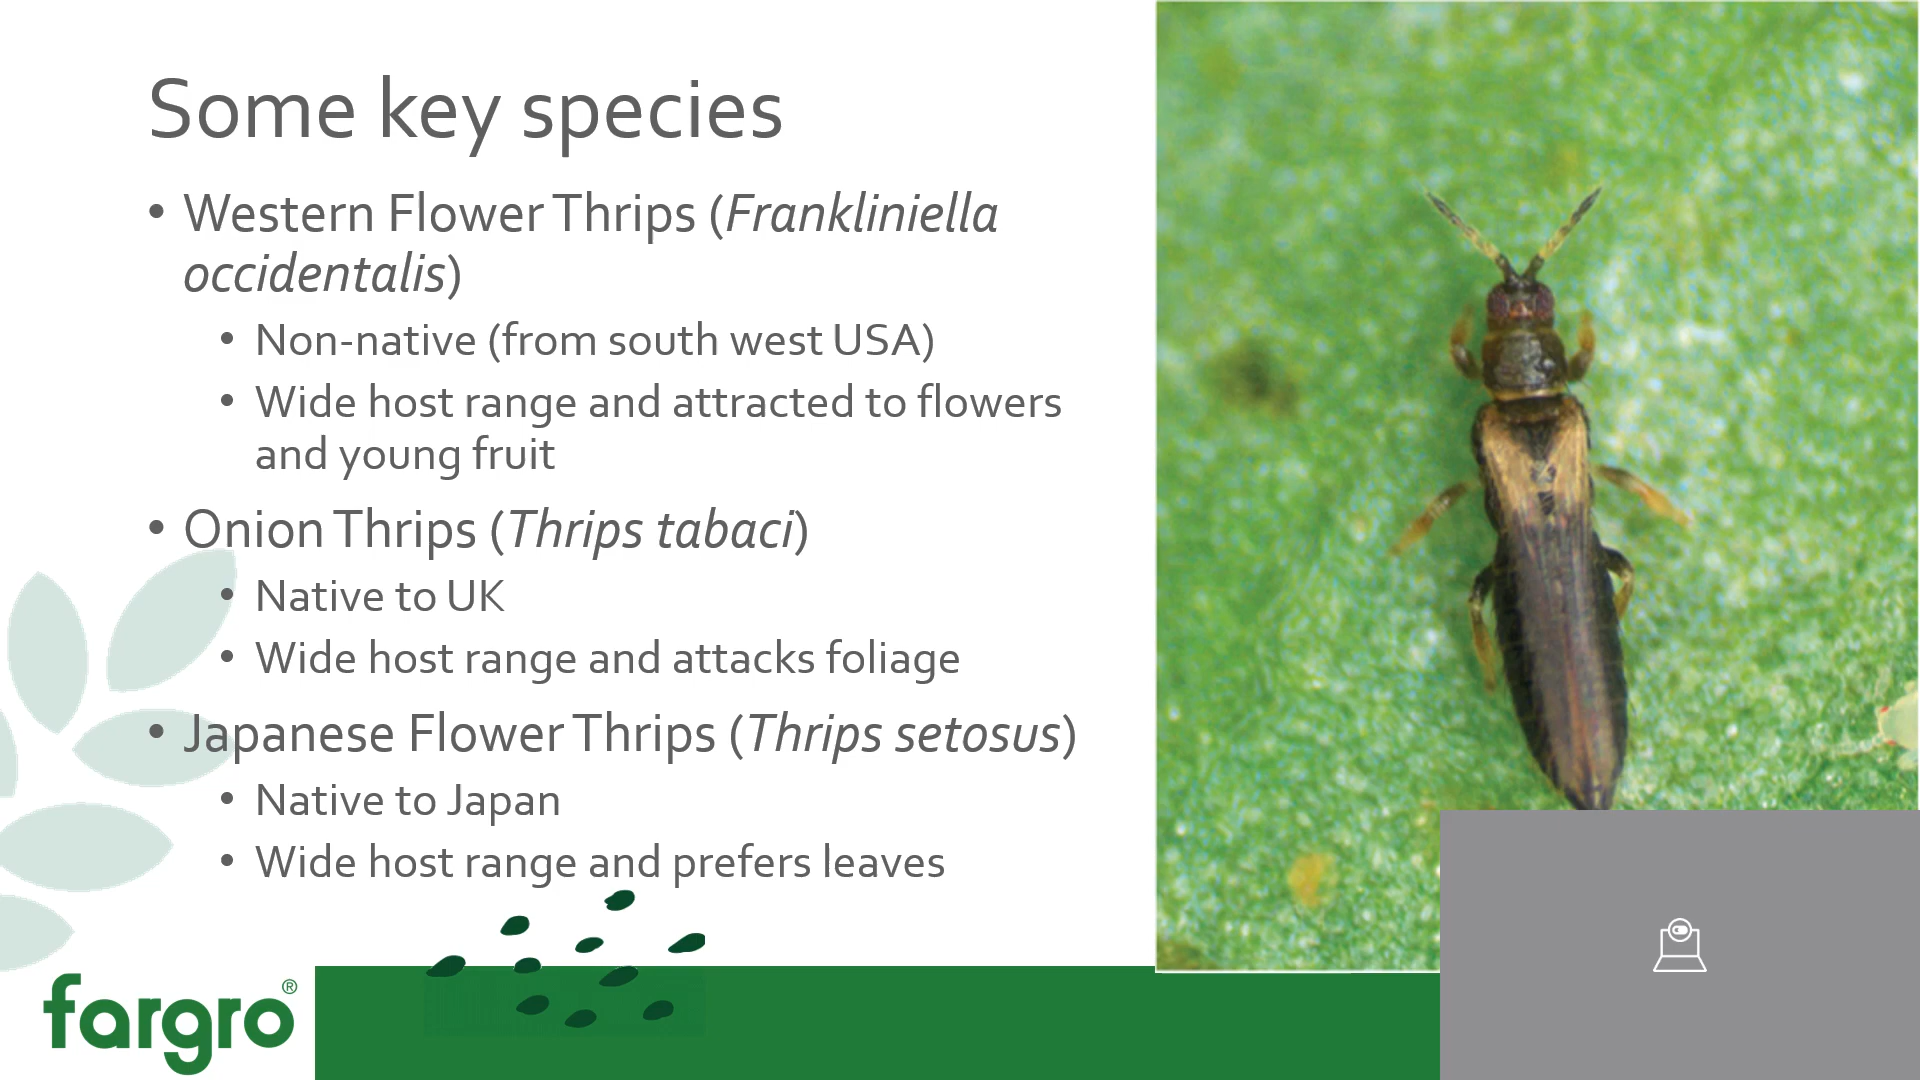 Some key species
• Western Flower Thrips (Frankliniella
occidentalis)
• Non-native (from south west USA)
• Wide host range and attracted to flowers
and young fruit
• Onion Thrips (Thrips tabaci)
• Native to UK
• Wide host range and attacks foliage
• Japanese Flower Thrips (Thrips setosus)
• Native to Japan
• Wide host range and prefers leaves
fargro®